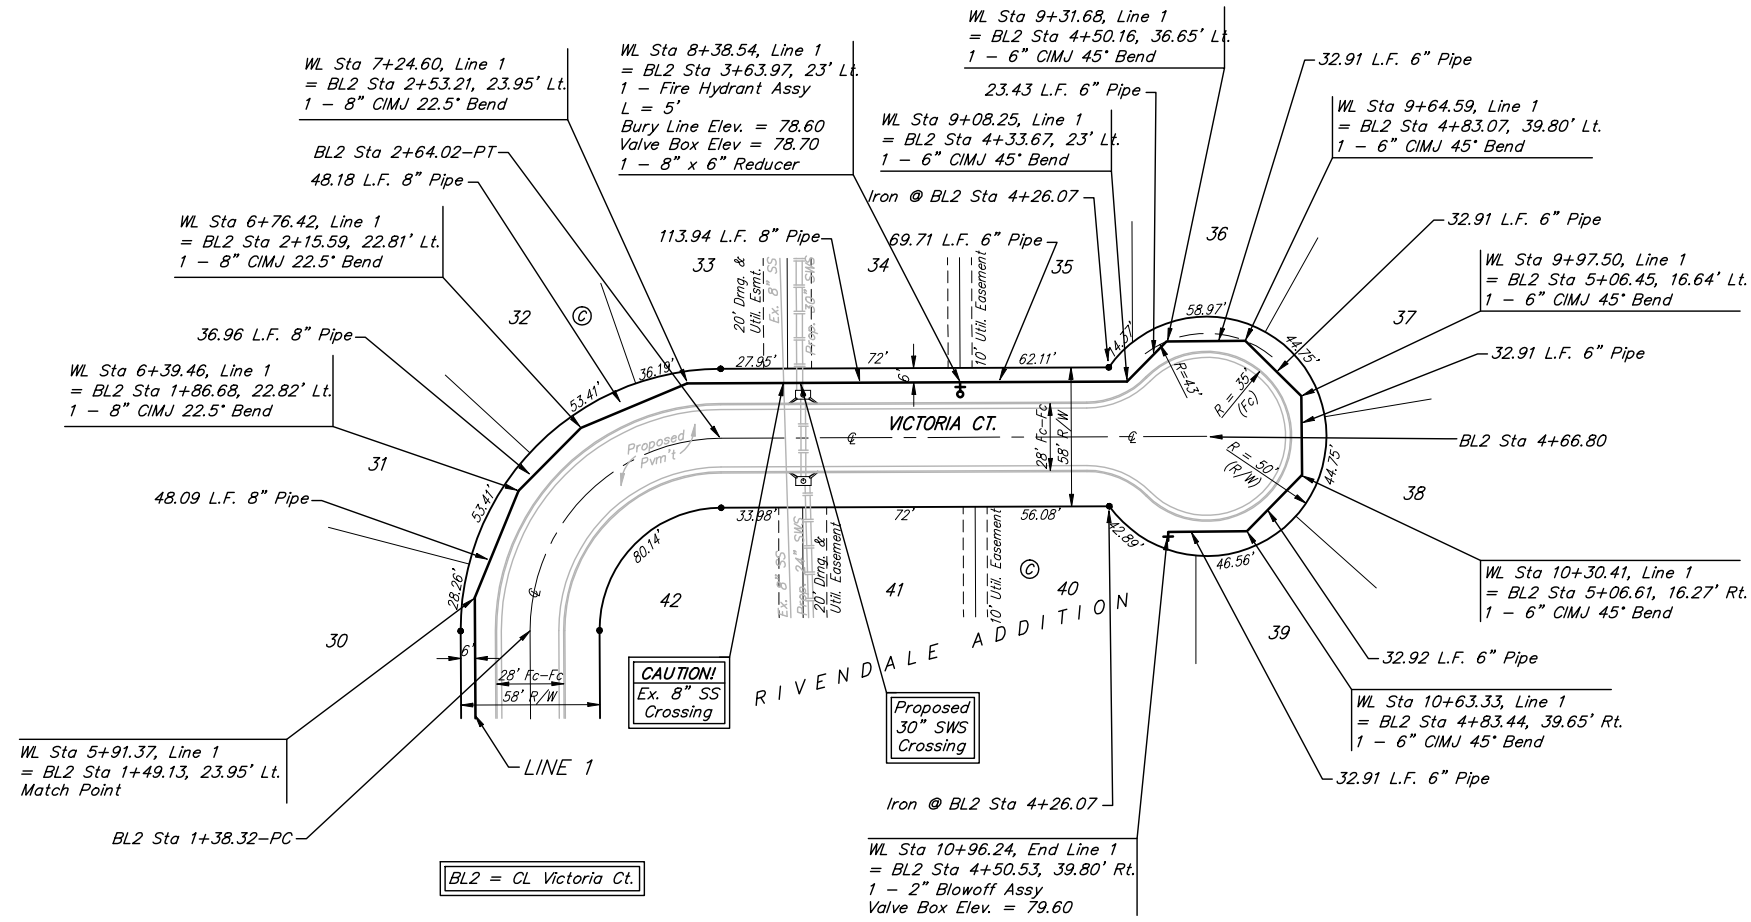 WL Sta 9+31.68, Line 1
= BL2 Sta 4+50.16, 36.65' Lt.
1 - 6" CIMJ 45° Bend
WL Sta 8+38.54, Line 1
= BL2 Sta 3+63.97, 23' Lt.
1 - Fire Hydrant Assy
L = 5'
Bury Line Elev. = 78.60
Valve Box Elev = 78.70
1 - 8" x 6" Reducer
WL Sta 7+24.60, Line 1
= BL2 Sta 2+53.21, 23.95' Lt.
1 - 8" CIMJ 22.5° Bend
32.91 L.F. 6" Pipe
23.43 L.F. 6" Pipe
WL Sta 9+64.59, Line 1
= BL2 Sta 4+83.07, 39.80' Lt.
1 - 6" CIMJ 45° Bend
WL Sta 9+08.25, Line 1
= BL2 Sta 4+33.67, 23' Lt.
1 - 6" CIMJ 45° Bend
BL2 Sta 2+64.02-PT
48.18 L.F. 8" Pipe
Iron @ BL2 Sta 4+26.07
WL Sta 6+76.42, Line 1
= BL2 Sta 2+15.59, 22.81' Lt.
1 - 8" CIMJ 22.5° Bend
32.91 L.F. 6" Pipe
113.94 L.F. 8" Pipe
69.71 L.F. 6" Pipe
36
33
34
35
20' Drng. &
Util. Esmt.
Ex. 8" SS
Prop. 30" SWS
10' Util. Easement
WL Sta 9+97.50, Line 1
= BL2 Sta 5+06.45, 16.64' Lt.
1 - 6" CIMJ 45° Bend
32
©
37
58.97'
14.37'
44.75'
36.96 L.F. 8" Pipe
32.91 L.F. 6" Pipe
27.95'
72'
62.11'
6'
36.19'
53.41'
WL Sta 6+39.46, Line 1
= BL2 Sta 1+86.68, 22.82' Lt.
1 - 8" CIMJ 22.5° Bend
R=43'
R = 35'
(Fc)
VICTORIA CT.
℄
℄
28' Fc-Fc
58' R/W
BL2 Sta 4+66.80
Proposed
Pvm't
R = 50'
(R/W)
44.75'
31
38
48.09 L.F. 8" Pipe
53.41'
33.98'
72'
56.08'
42.89'
80.14'
46.56'
Ex. 8" SS
Prop. 24" SWS
20' Drng. &
Util. Easement
10' Util. Easement
©
WL Sta 10+30.41, Line 1
= BL2 Sta 5+06.61, 16.27' Rt.
1 - 6" CIMJ 45° Bend
28.26'
℄
42
41
40
39
30
RIVENDALE ADDITION
6'
28' Fc-Fc
58' R/W
32.92 L.F. 6" Pipe
CAUTION!
Ex. 8" SS
Crossing
Proposed
30" SWS
Crossing
WL Sta 10+63.33, Line 1
= BL2 Sta 4+83.44, 39.65' Rt.
1 - 6" CIMJ 45° Bend
WL Sta 5+91.37, Line 1
= BL2 Sta 1+49.13, 23.95' Lt.
Match Point
LINE 1
32.91 L.F. 6" Pipe
Iron @ BL2 Sta 4+26.07
BL2 Sta 1+38.32-PC
WL Sta 10+96.24, End Line 1
= BL2 Sta 4+50.53, 39.80' Rt.
1 - 2" Blowoff Assy
Valve Box Elev. = 79.60
BL2 = CL Victoria Ct.